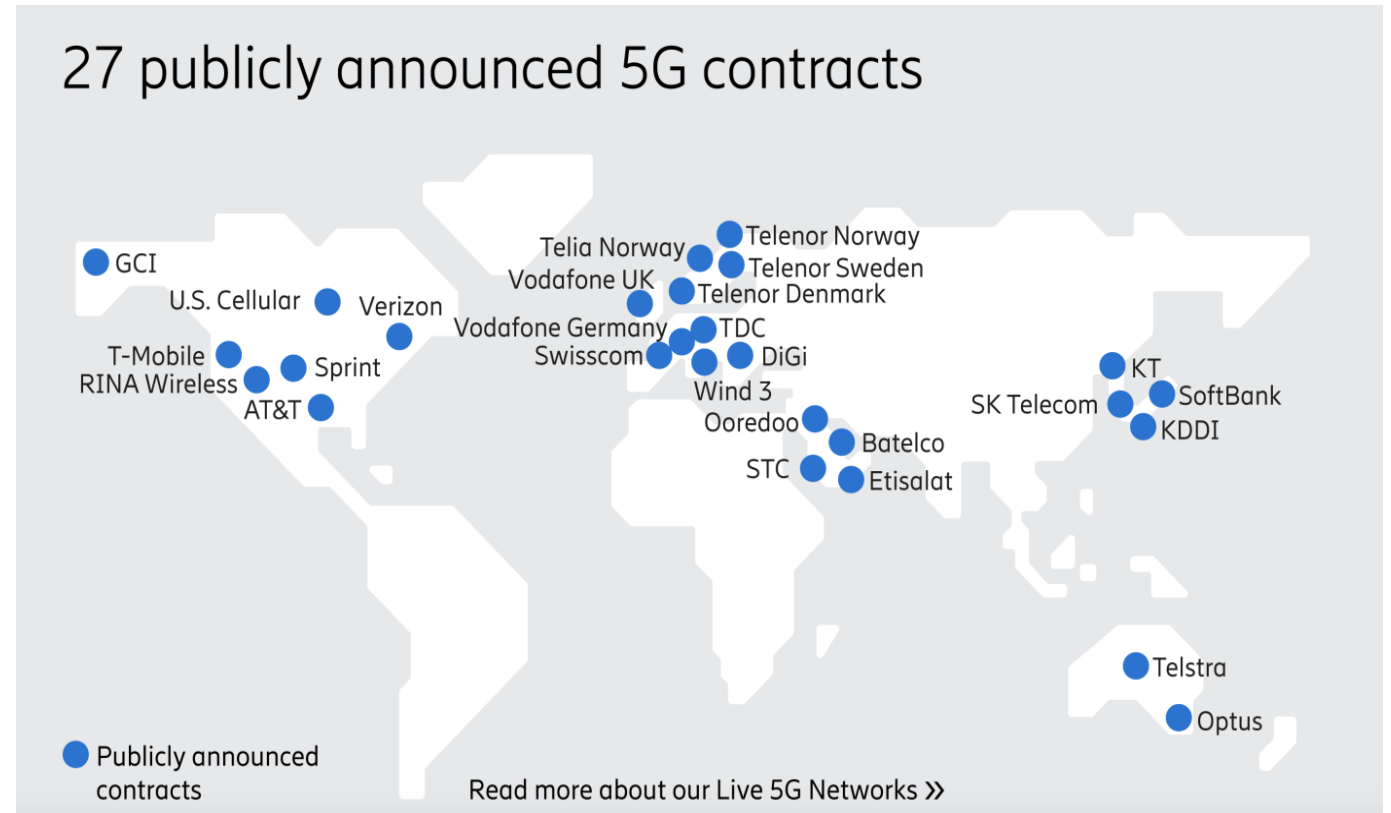 27 publicly announced 5G contracts
GCI
U.S. Cellular
Verizon
T-Mobile
RINA Wireless
Sprint
AT&T
Telenor Norway
Telia Norway
Telenor Sweden
Vodafone UK
Telenor Denmark
Vodafone Germany
TDC
Swisscom
DiGi
Wind 3
Ooredoo
Batelco
STC
Etisalat
KT
SoftBank
SK Telecom
KDDI
Telstra
Optus
Publicly announced
contracts
Read more about our Live 5G Networks »